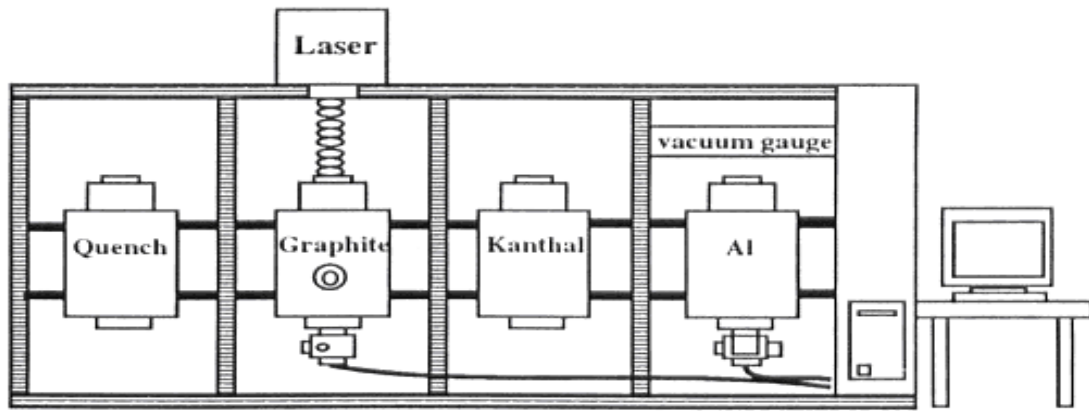 Laser
vacuum gauge
Quench
Graphite
Kanthal
Al